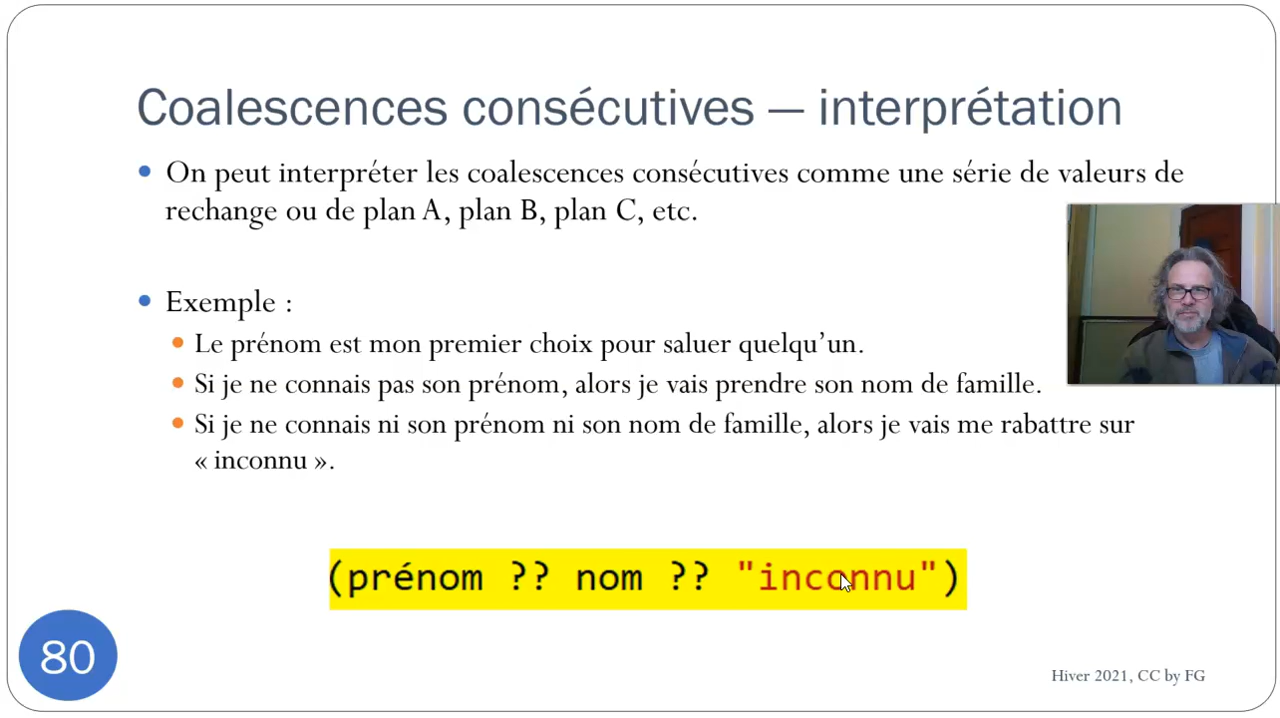 Coalescences consécutives — interprétation
On peut interpréter les coalescences consécutives comme une série de valeurs de
rechange ou de plan A, plan B, plan C, etc.
Exemple :
Le prénom est mon premier choix pour saluer quelqu’un.
Si je ne connais pas son prénom, alors je vais prendre son nom de famille.
Si je ne connais ni son prénom ni son nom de famille, alors je vais me rabattre sur
« inconnu ».
(prénom ?? nom ?? "inconnu")
80
Hiver 2021, CC by FG